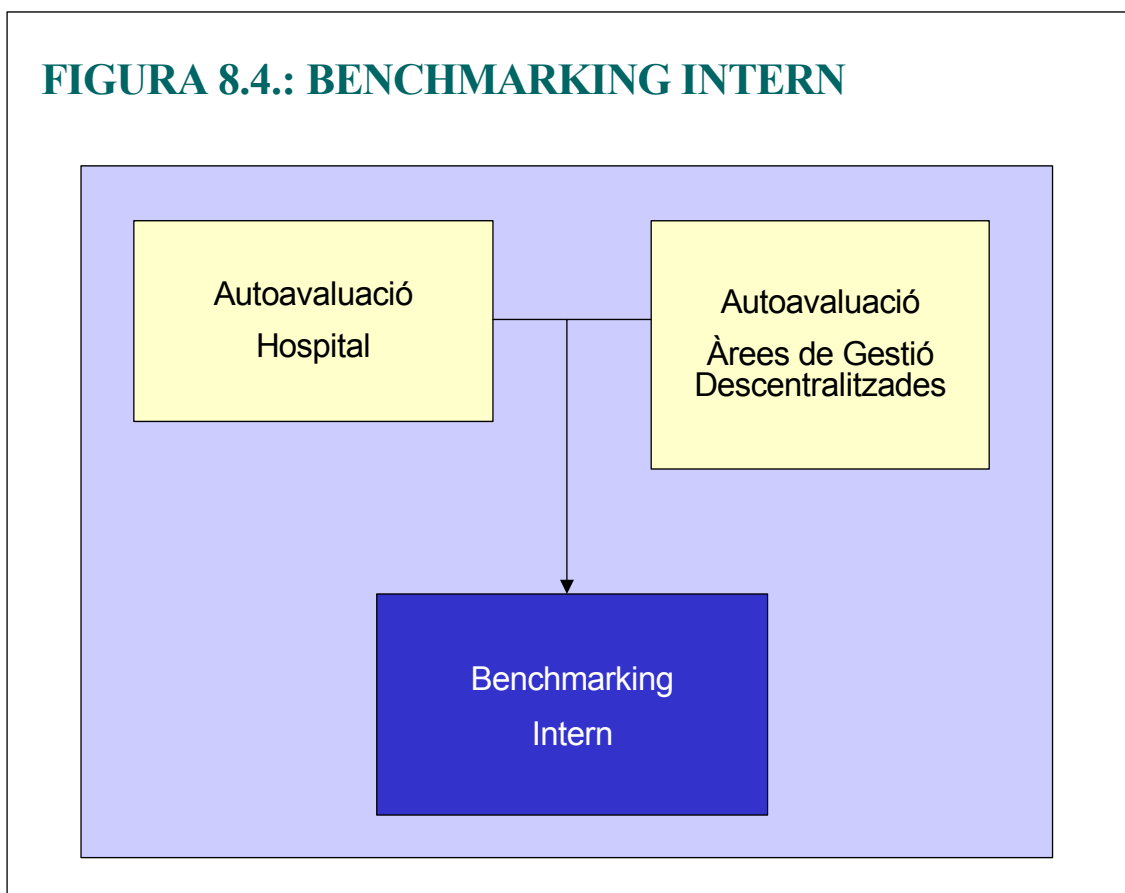 FIGURA 8.4.: BENCHMARKING INTERN
Autoavaluació
Hospital
Autoavaluació
Àrees de Gestió
Descentralitzades
Benchmarking
Intern